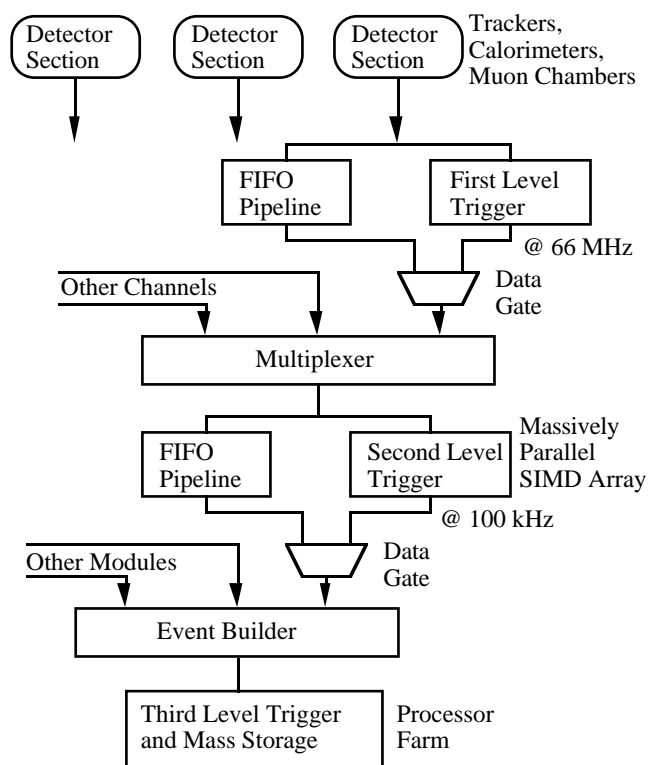 Detector
Section
Detector
Section
Detector
Section
Trackers,
Calorimeters,
Muon Chambers
FIFO
Pipeline
First Level
Trigger
@ 66 MHz
Data
Gate
Other Channels
Multiplexer
FIFO
Pipeline
Second Level
Trigger
Massively
Parallel
SIMD Array
@ 100 kHz
Data
Gate
Other Modules
Event Builder
Third Level Trigger
and Mass Storage
Processor
Farm